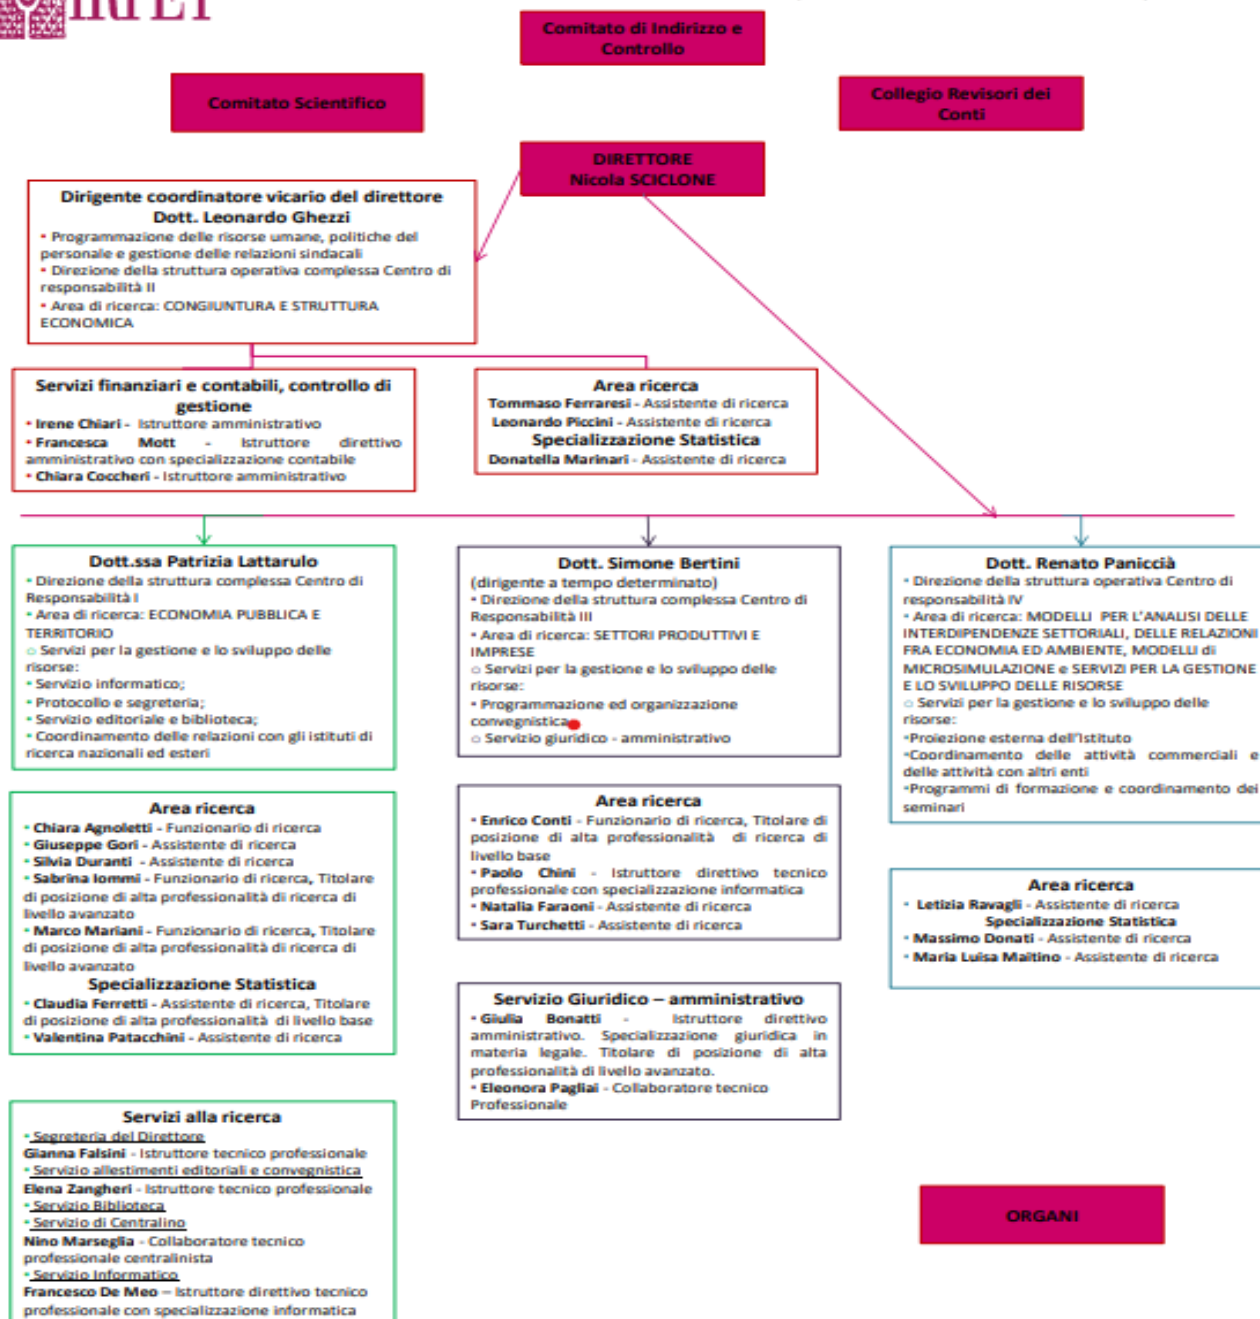 IRPET
Comitato di Indirizzo e
Controllo
Comitato Scientifico
Collegio Revisori dei
Conti
DIRETTORE
Nicola SCICLONE
Dirigente coordinatore vicario del direttore
Dott. Leonardo Ghezzi
• Programmazione delle risorse umane, politiche del
personale e gestione delle relazioni sindacali
• Direzione della struttura operativa complessa Centro di
responsabilità II
• Area di ricerca: CONGIUNTURA E STRUTTURA
ECONOMICA
Servizi finanziari e contabili, controllo di
gestione
• Irene Chiari - Istruttore amministrativo
• Francesca Mott - Istruttore direttivo
amministrativo con specializzazione contabile
• Chiara Coccheri - Istruttore amministrativo
Area ricerca
Tommaso Ferraresi - Assistente di ricerca
Leonardo Piccini - Assistente di ricerca
Specializzazione Statistica
Donatella Marinari - Assistente di ricerca
Dott.ssa Patrizia Lattarulo
• Direzione della struttura complessa Centro di
Responsabilità I
• Area di ricerca: ECONOMIA PUBBLICA E
TERRITORIO
○ Servizi per la gestione e lo sviluppo delle
risorse:
• Servizio informatico;
• Protocollo e segreteria;
• Servizio editoriale e biblioteca;
• Coordinamento delle relazioni con gli istituti di
ricerca nazionali ed esteri
Area ricerca
• Chiara Agnoletti - Funzionario di ricerca
• Giuseppe Gori - Assistente di ricerca
• Silvia Duranti - Assistente di ricerca
• Sabrina Iommi - Funzionario di ricerca, Titolare
di posizione di alta professionalità di ricerca di
livello avanzato
• Marco Mariani - Funzionario di ricerca, Titolare
di posizione di alta professionalità di ricerca di
livello avanzato
Specializzazione Statistica
• Claudia Ferretti - Assistente di ricerca, Titolare
di posizione di alta professionalità di livello base
• Valentina Patacchini - Assistente di ricerca
Servizi alla ricerca
• Segreteria del Direttore
Gianna Falsini - Istruttore tecnico professionale
• Servizio allestimenti editoriali e convegnistica
Elena Zangheri - Istruttore tecnico professionale
• Servizio Biblioteca
• Servizio di Centralino
Nino Marseglia - Collaboratore tecnico
professionale centralinista
• Servizio Informatico
Francesco De Meo – Istruttore direttivo tecnico
professionale con specializzazione informatica
Dott. Simone Bertini
(dirigente a tempo determinato)
• Direzione della struttura complessa Centro di
Responsabilità III
• Area di ricerca: SETTORI PRODUTTIVI E
IMPRESE
○ Servizi per la gestione e lo sviluppo delle
risorse:
• Programmazione ed organizzazione
convegnistica
○ Servizio giuridico - amministrativo
Area ricerca
• Enrico Conti - Funzionario di ricerca, Titolare di
posizione di alta professionalità di ricerca di
livello base
• Paolo Chini - Istruttore direttivo tecnico
professionale con specializzazione informatica
• Natalia Faraoni - Assistente di ricerca
• Sara Turchetti - Assistente di ricerca
Servizio Giuridico – amministrativo
• Giulia Bonatti - Istruttore direttivo
amministrativo. Specializzazione giuridica in
materia legale. Titolare di posizione di alta
professionalità di livello avanzato.
• Eleonora Pagliai - Collaboratore tecnico
Professionale
Dott. Renato Paniccià
• Direzione della struttura operativa Centro di
responsabilità IV
• Area di ricerca: MODELLI PER L'ANALISI DELLE
INTERDIPENDENZE SETTORIALI, DELLE RELAZIONI
FRA ECONOMIA ED AMBIENTE, MODELLI di
MICROSIMULAZIONE e SERVIZI PER LA GESTIONE
E LO SVILUPPO DELLE RISORSE
○ Servizi per la gestione e lo sviluppo delle
risorse:
•Proiezione esterna dell'Istituto
•Coordinamento delle attività commerciali e
delle attività con altri enti
•Programmi di formazione e coordinamento dei
seminari
Area ricerca
• Letizia Ravagli - Assistente di ricerca
Specializzazione Statistica
• Massimo Donati - Assistente di ricerca
• Maria Luisa Maitino - Assistente di ricerca
ORGANI